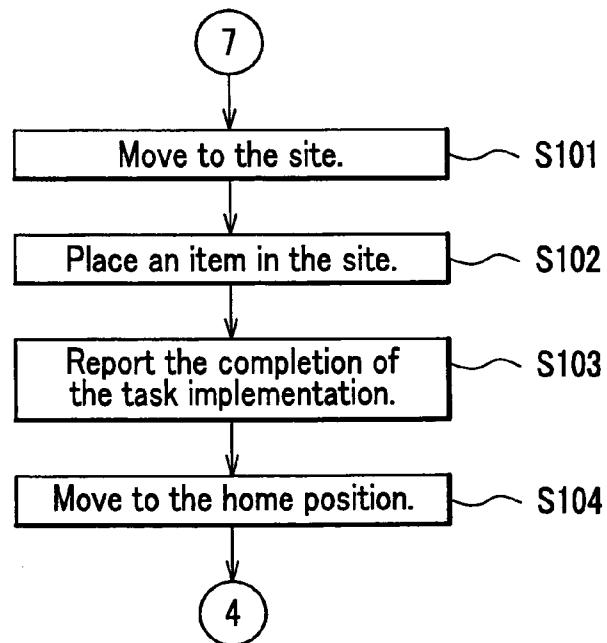 7
Move to the site.
S101
Place an item in the site.
S102
Report the completion of
the task implementation.
S103
Move to the home position.
S104
4